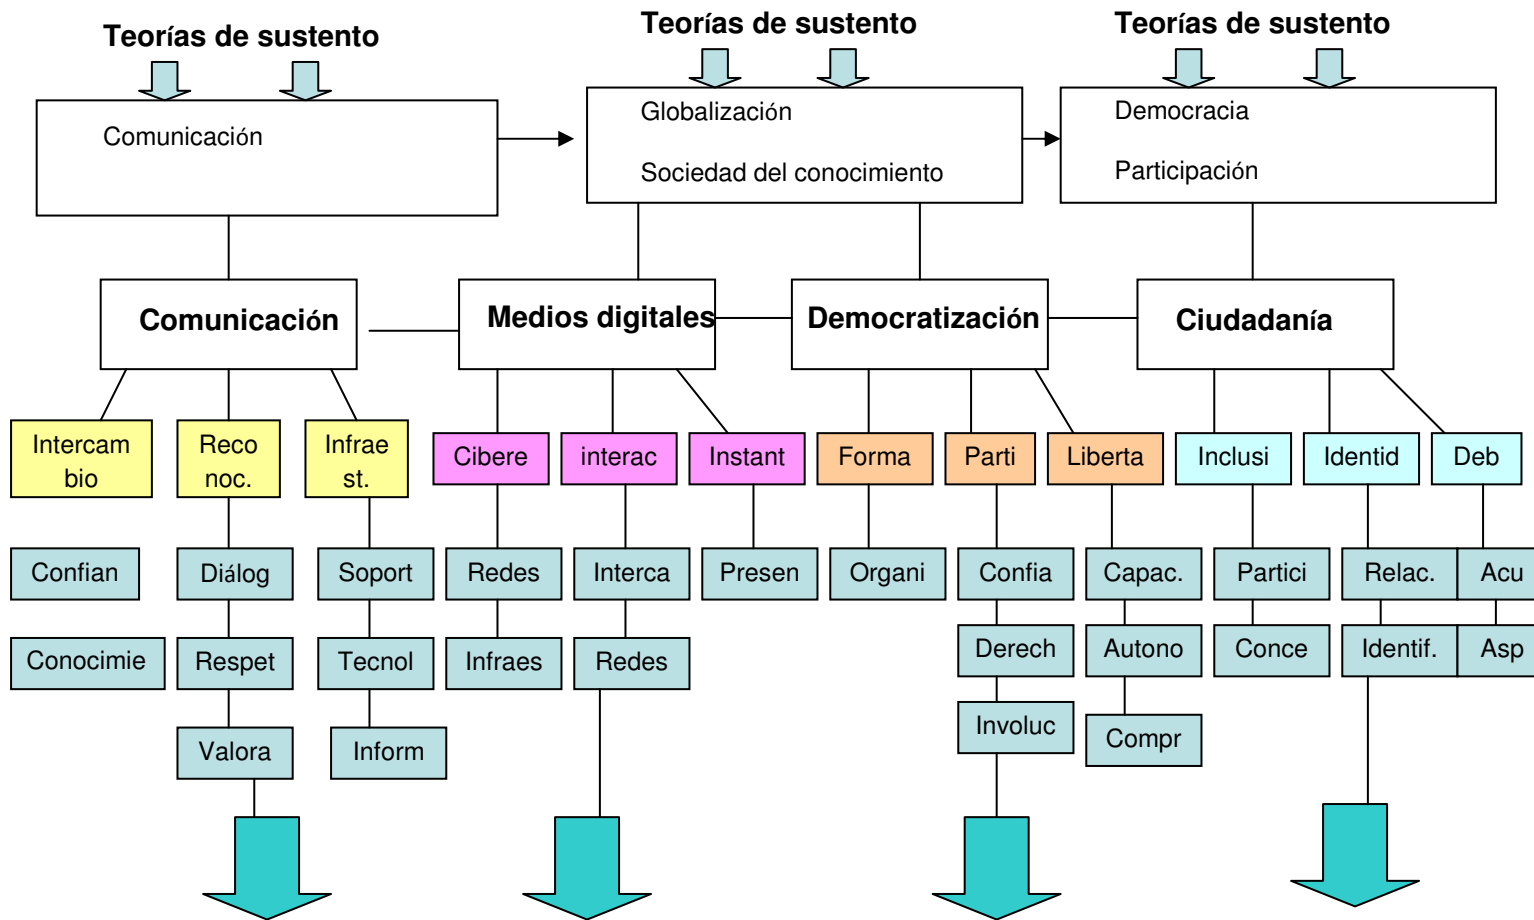 Teorías de sustento
Teorías de sustento
Teorías de sustento
Comunicación
Globalización
Sociedad del conocimiento
Democracia
Participación
Comunicación
Medios digitales
Democratización
Ciudadanía
Intercam
bio
Reco
noc.
Infrae
st.
Cibere
interac
Instant
Forma
Parti
Liberta
Inclusi
Identid
Deb
Confian
Diálog
Soport
Redes
Interca
Presen
Organi
Confia
Capac.
Partici
Relac.
Acu
Conocimie
Respet
Tecnol
Infraes
Redes
Derech
Autono
Conce
Identif.
Asp
Valora
Inform
Involuc
Compr